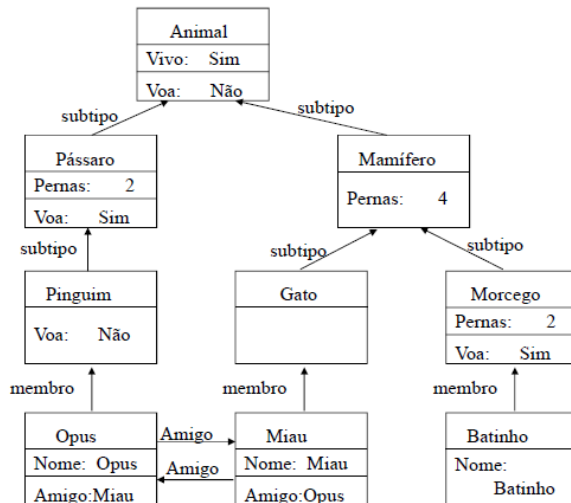 Animal
Vivo: Sim
Voa: Não
subtipo
subtipo
Pássaro
Pernas: 2
Voa: Sim
Mamífero
Pernas: 4
subtipo
subtipo
subtipo
Pinguim
Voa: Não
Gato
Morcego
Pernas: 2
Voa: Sim
membro
membro
membro
Opus
Nome: Opus
Amigo:Miau
Amigo
Amigo
Miau
Nome: Miau
Amigo:Opus
Batinho
Nome:
Batinho